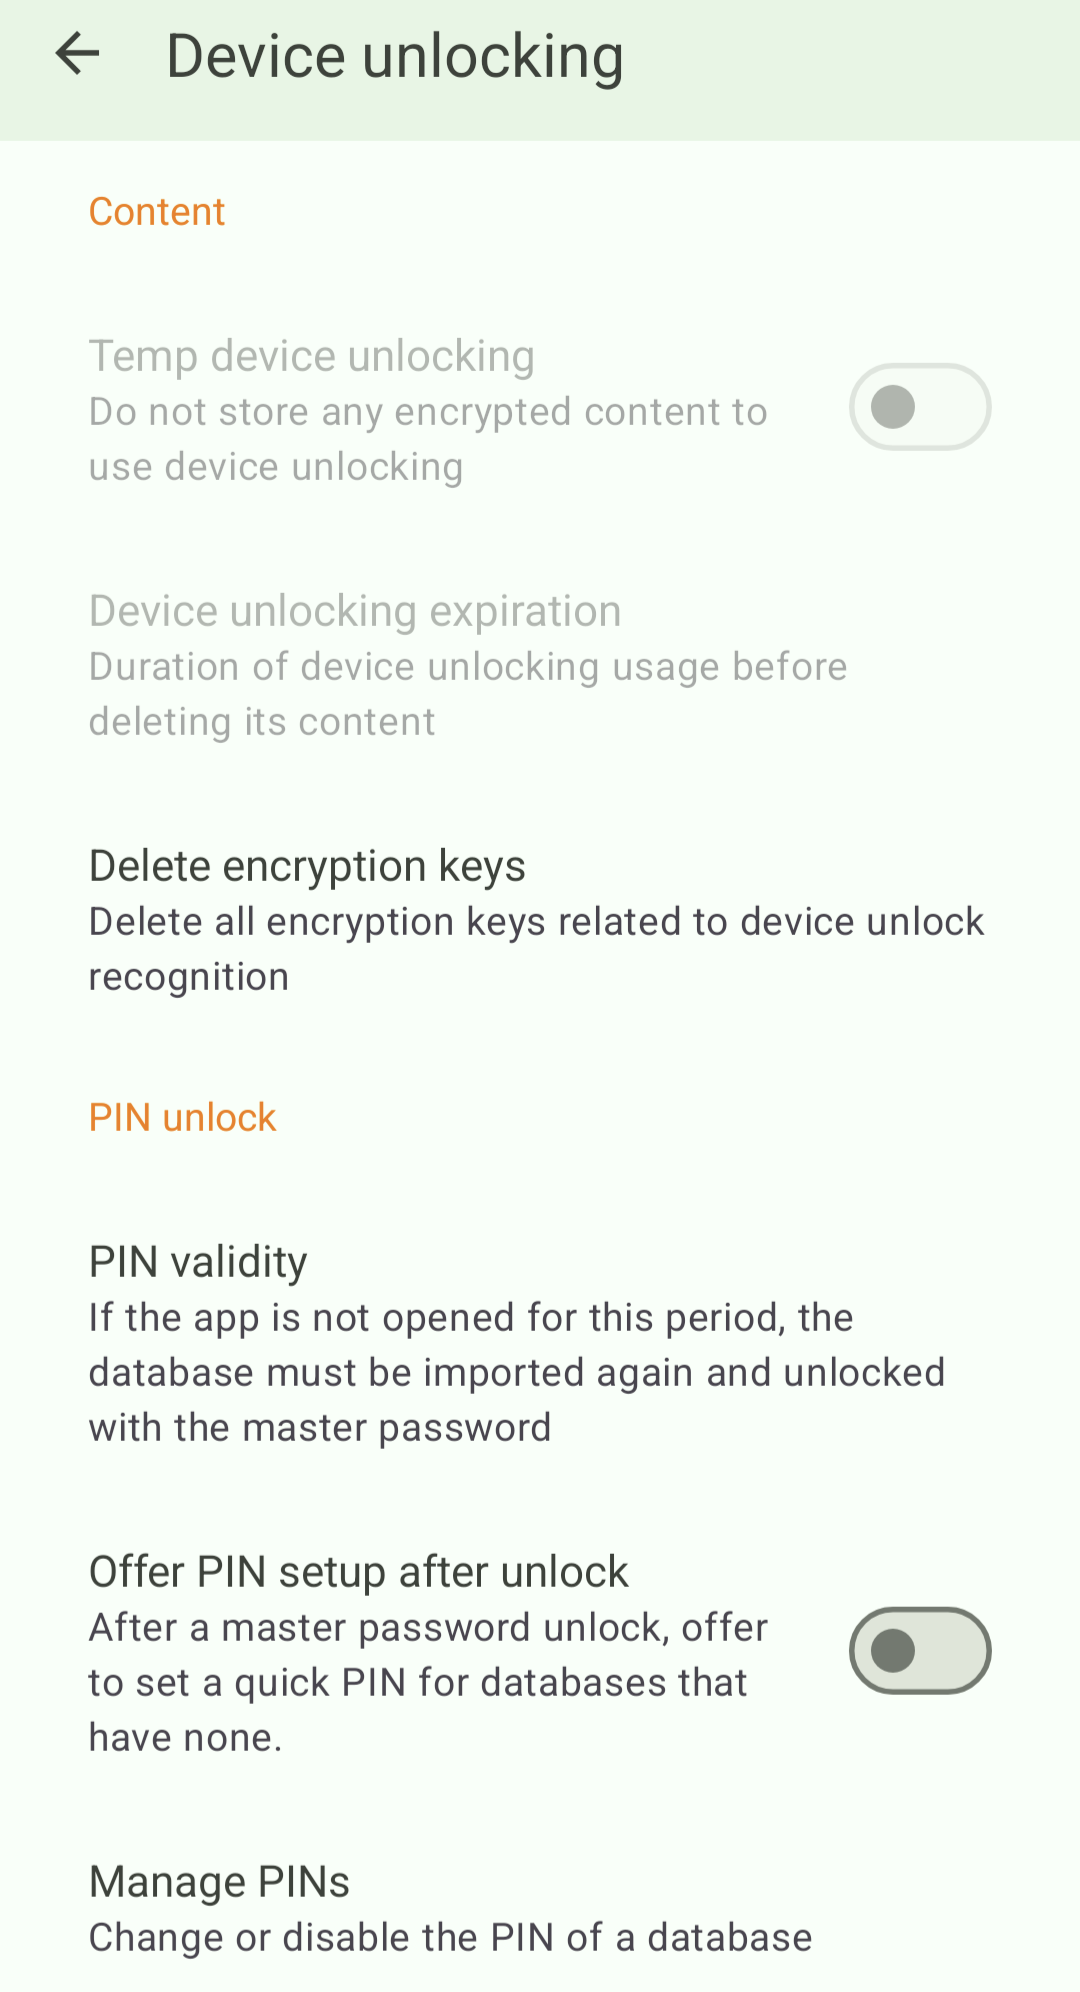 Device unlocking
Content
Temp device unlocking
Do not store any encrypted content to
use device unlocking
Device unlocking expiration
Duration of device unlocking usage before
deleting its content
Delete encryption keys
Delete all encryption keys related to device unlock
recognition
PIN unlock
PIN validity
If the app is not opened for this period, the
database must be imported again and unlocked
with the master password
Offer PIN setup after unlock
After a master password unlock, offer
to set a quick PIN for databases that
have none.
Manage PINs
Change or disable the PIN of a database